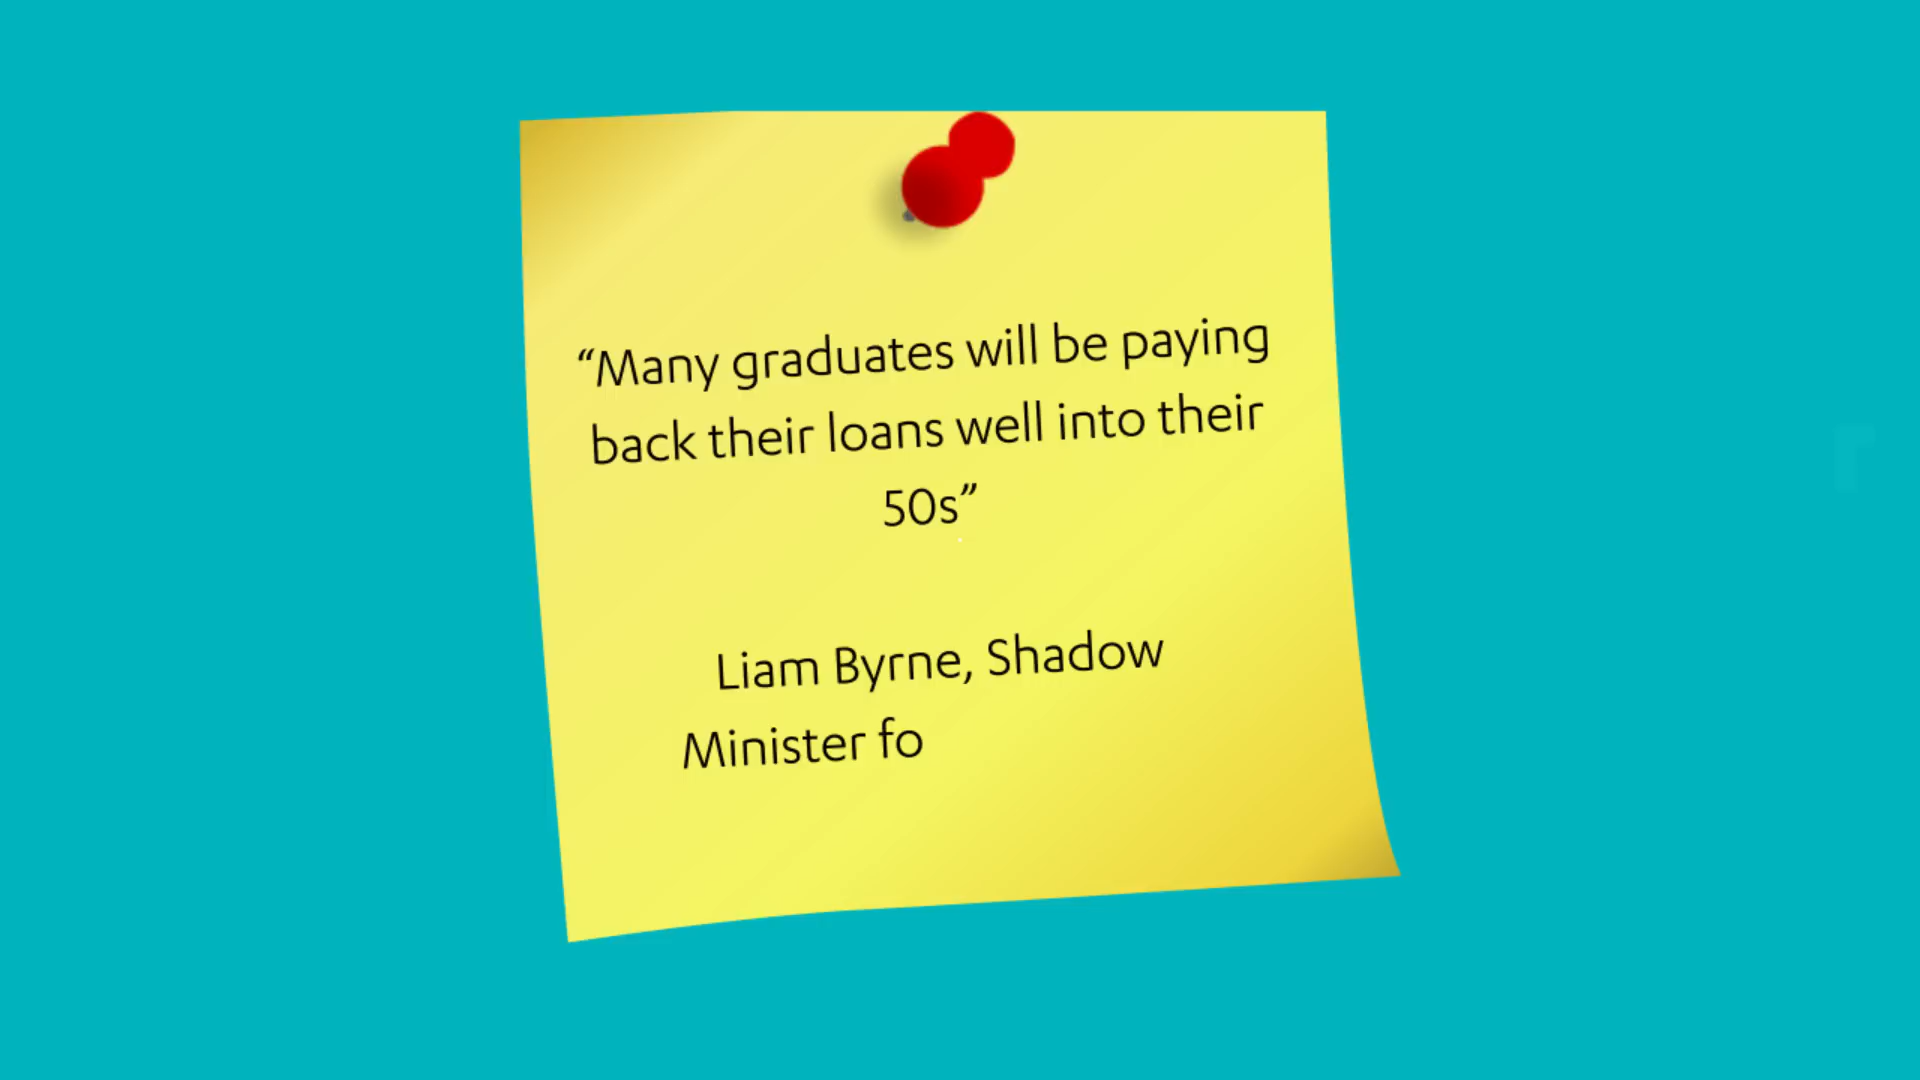 “Many graduates will be paying
back their loans well into their
50s”
Liam Byrne, Shadow
Minister fo
r